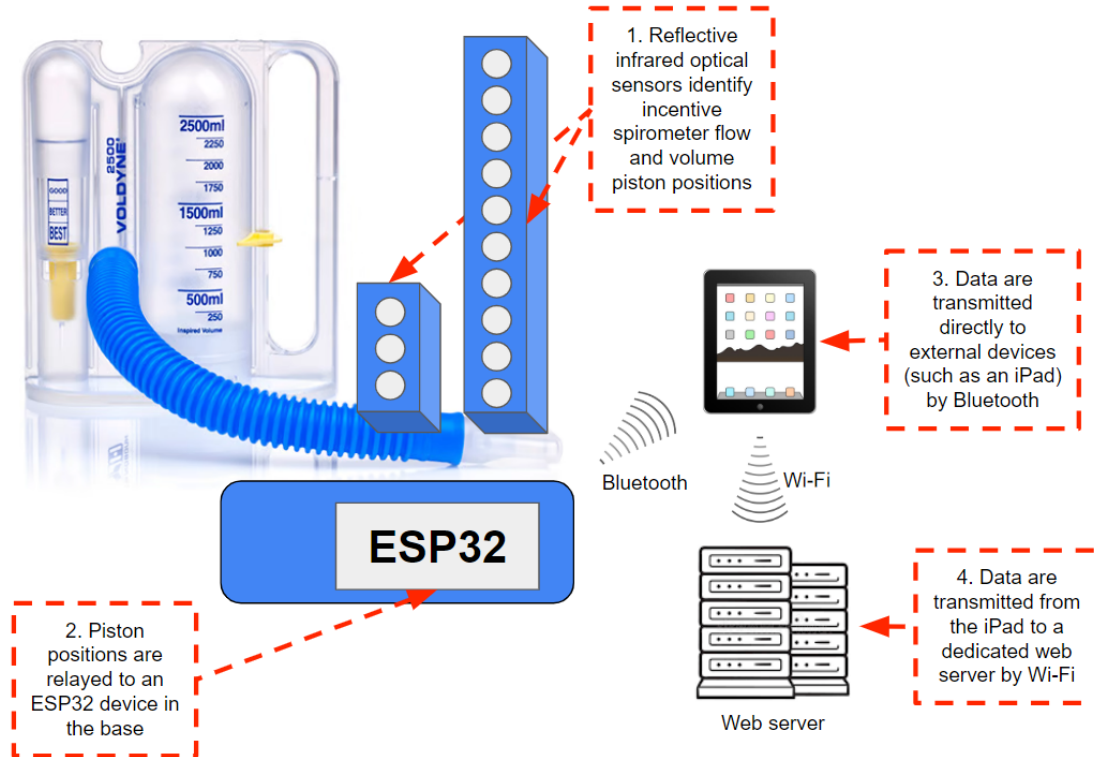 1. Reflective
infrared optical
sensors identify
incentive
spirometer flow
and volume
piston positions
2500ml
2250
2000
1750
1500ml
1250
1000
750
500ml
250
Inspired Volume
VOLDYNE
2500
GOOD
BETTER
BEST
3. Data are
transmitted
directly to
external devices
(such as an iPad)
by Bluetooth
Bluetooth
Wi-Fi
ESP32
2. Piston
positions are
relayed to an
ESP32 device in
the base
4. Data are
transmitted from
the iPad to a
dedicated web
server by Wi-Fi
Web server